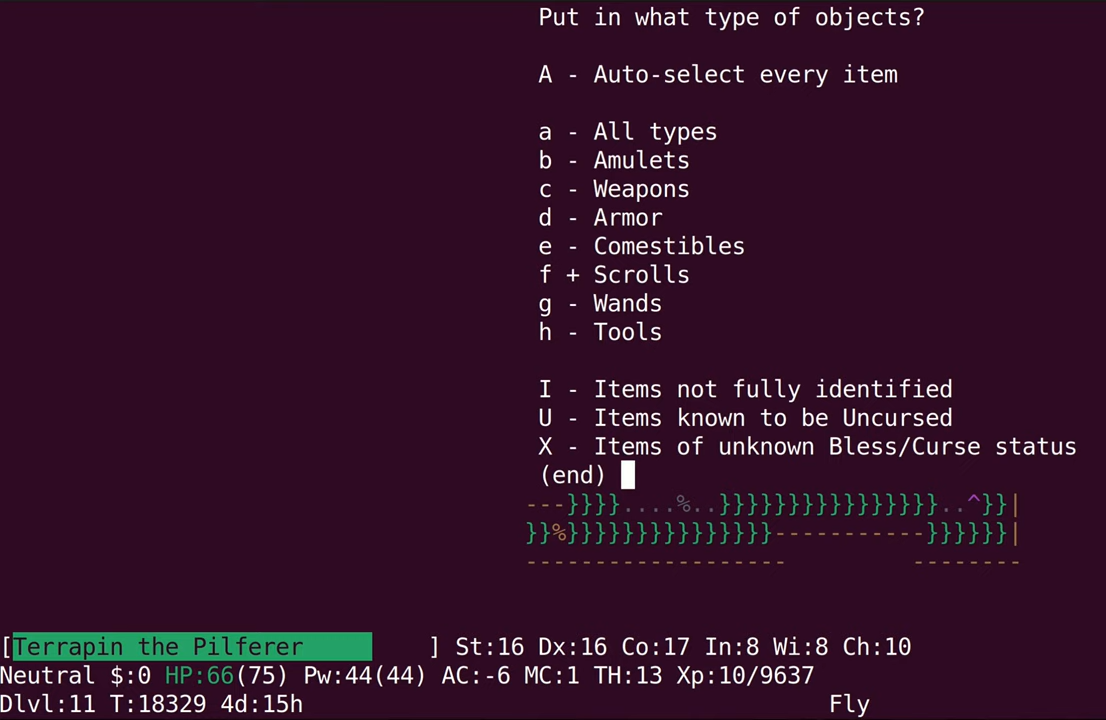 Put in what type of objects?
A - Auto-select every item
a - All types
b - Amulets
c - Weapons
d - Armor
e - Comestibles
f + Scrolls
g - Wands
h - Tools
I - Items not fully identified
U - Items known to be Uncursed
X - Items of unknown Bless/Curse status
(end)
---}}}}....%..}}}}}}}}}}}}}}}}..^}}|
}}%}}}}}}}}}}}}}}}-----------}}}}}}|
------------------- --------
[Terrapin the Pilferer ] St:16 Dx:16 Co:17 In:8 Wi:8 Ch:10
Neutral $:0 HP:66(75) Pw:44(44) AC:-6 MC:1 TH:13 Xp:10/9637
Dlvl:11 T:18329 4d:15h Fly